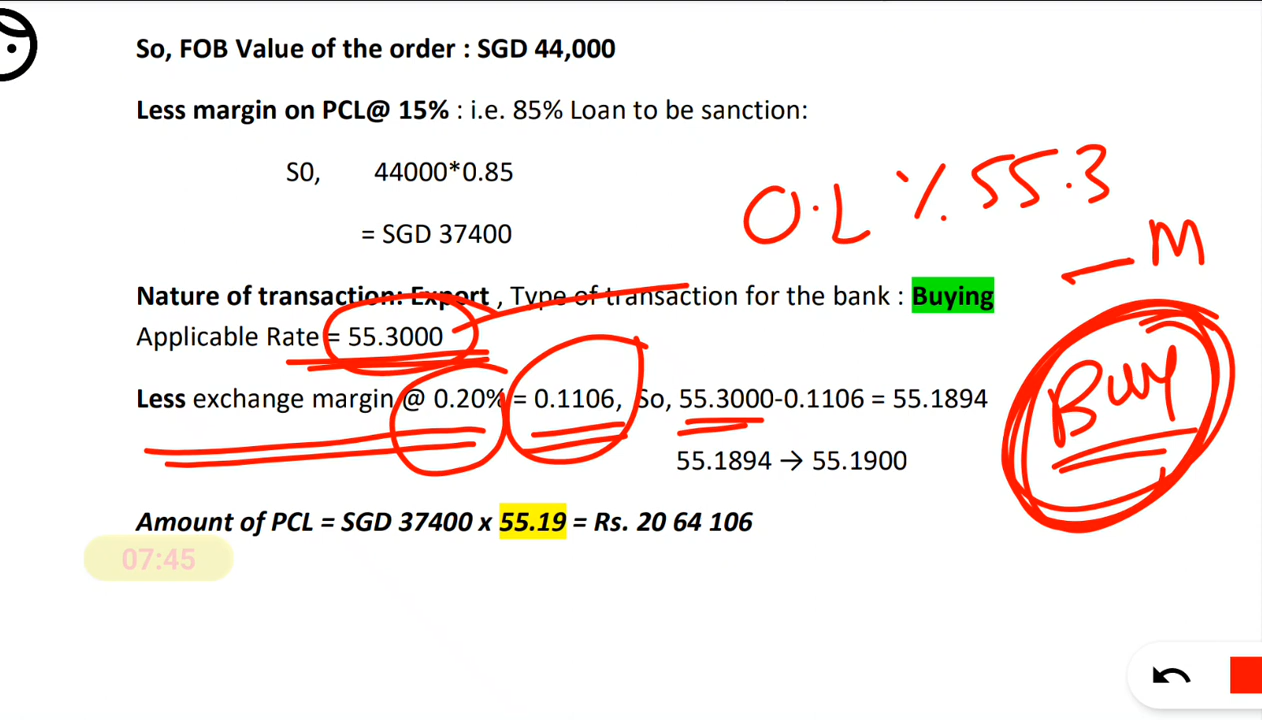 So, FOB Value of the order : SGD 44,000
Less margin on PCL@ 15% : i.e. 85% Loan to be sanction:
S0, 44000*0.85
0.2 % 55.3
= SGD 37400
M
Nature of transaction: Export , Type of transaction for the bank : Buying
Applicable Rate = 55.3000
Buy
Less exchange margin @ 0.20% = 0.1106, So, 55.3000-0.1106 = 55.1894
55.1894 → 55.1900
Amount of PCL = SGD 37400 x 55.19 = Rs. 20 64 106
07:45